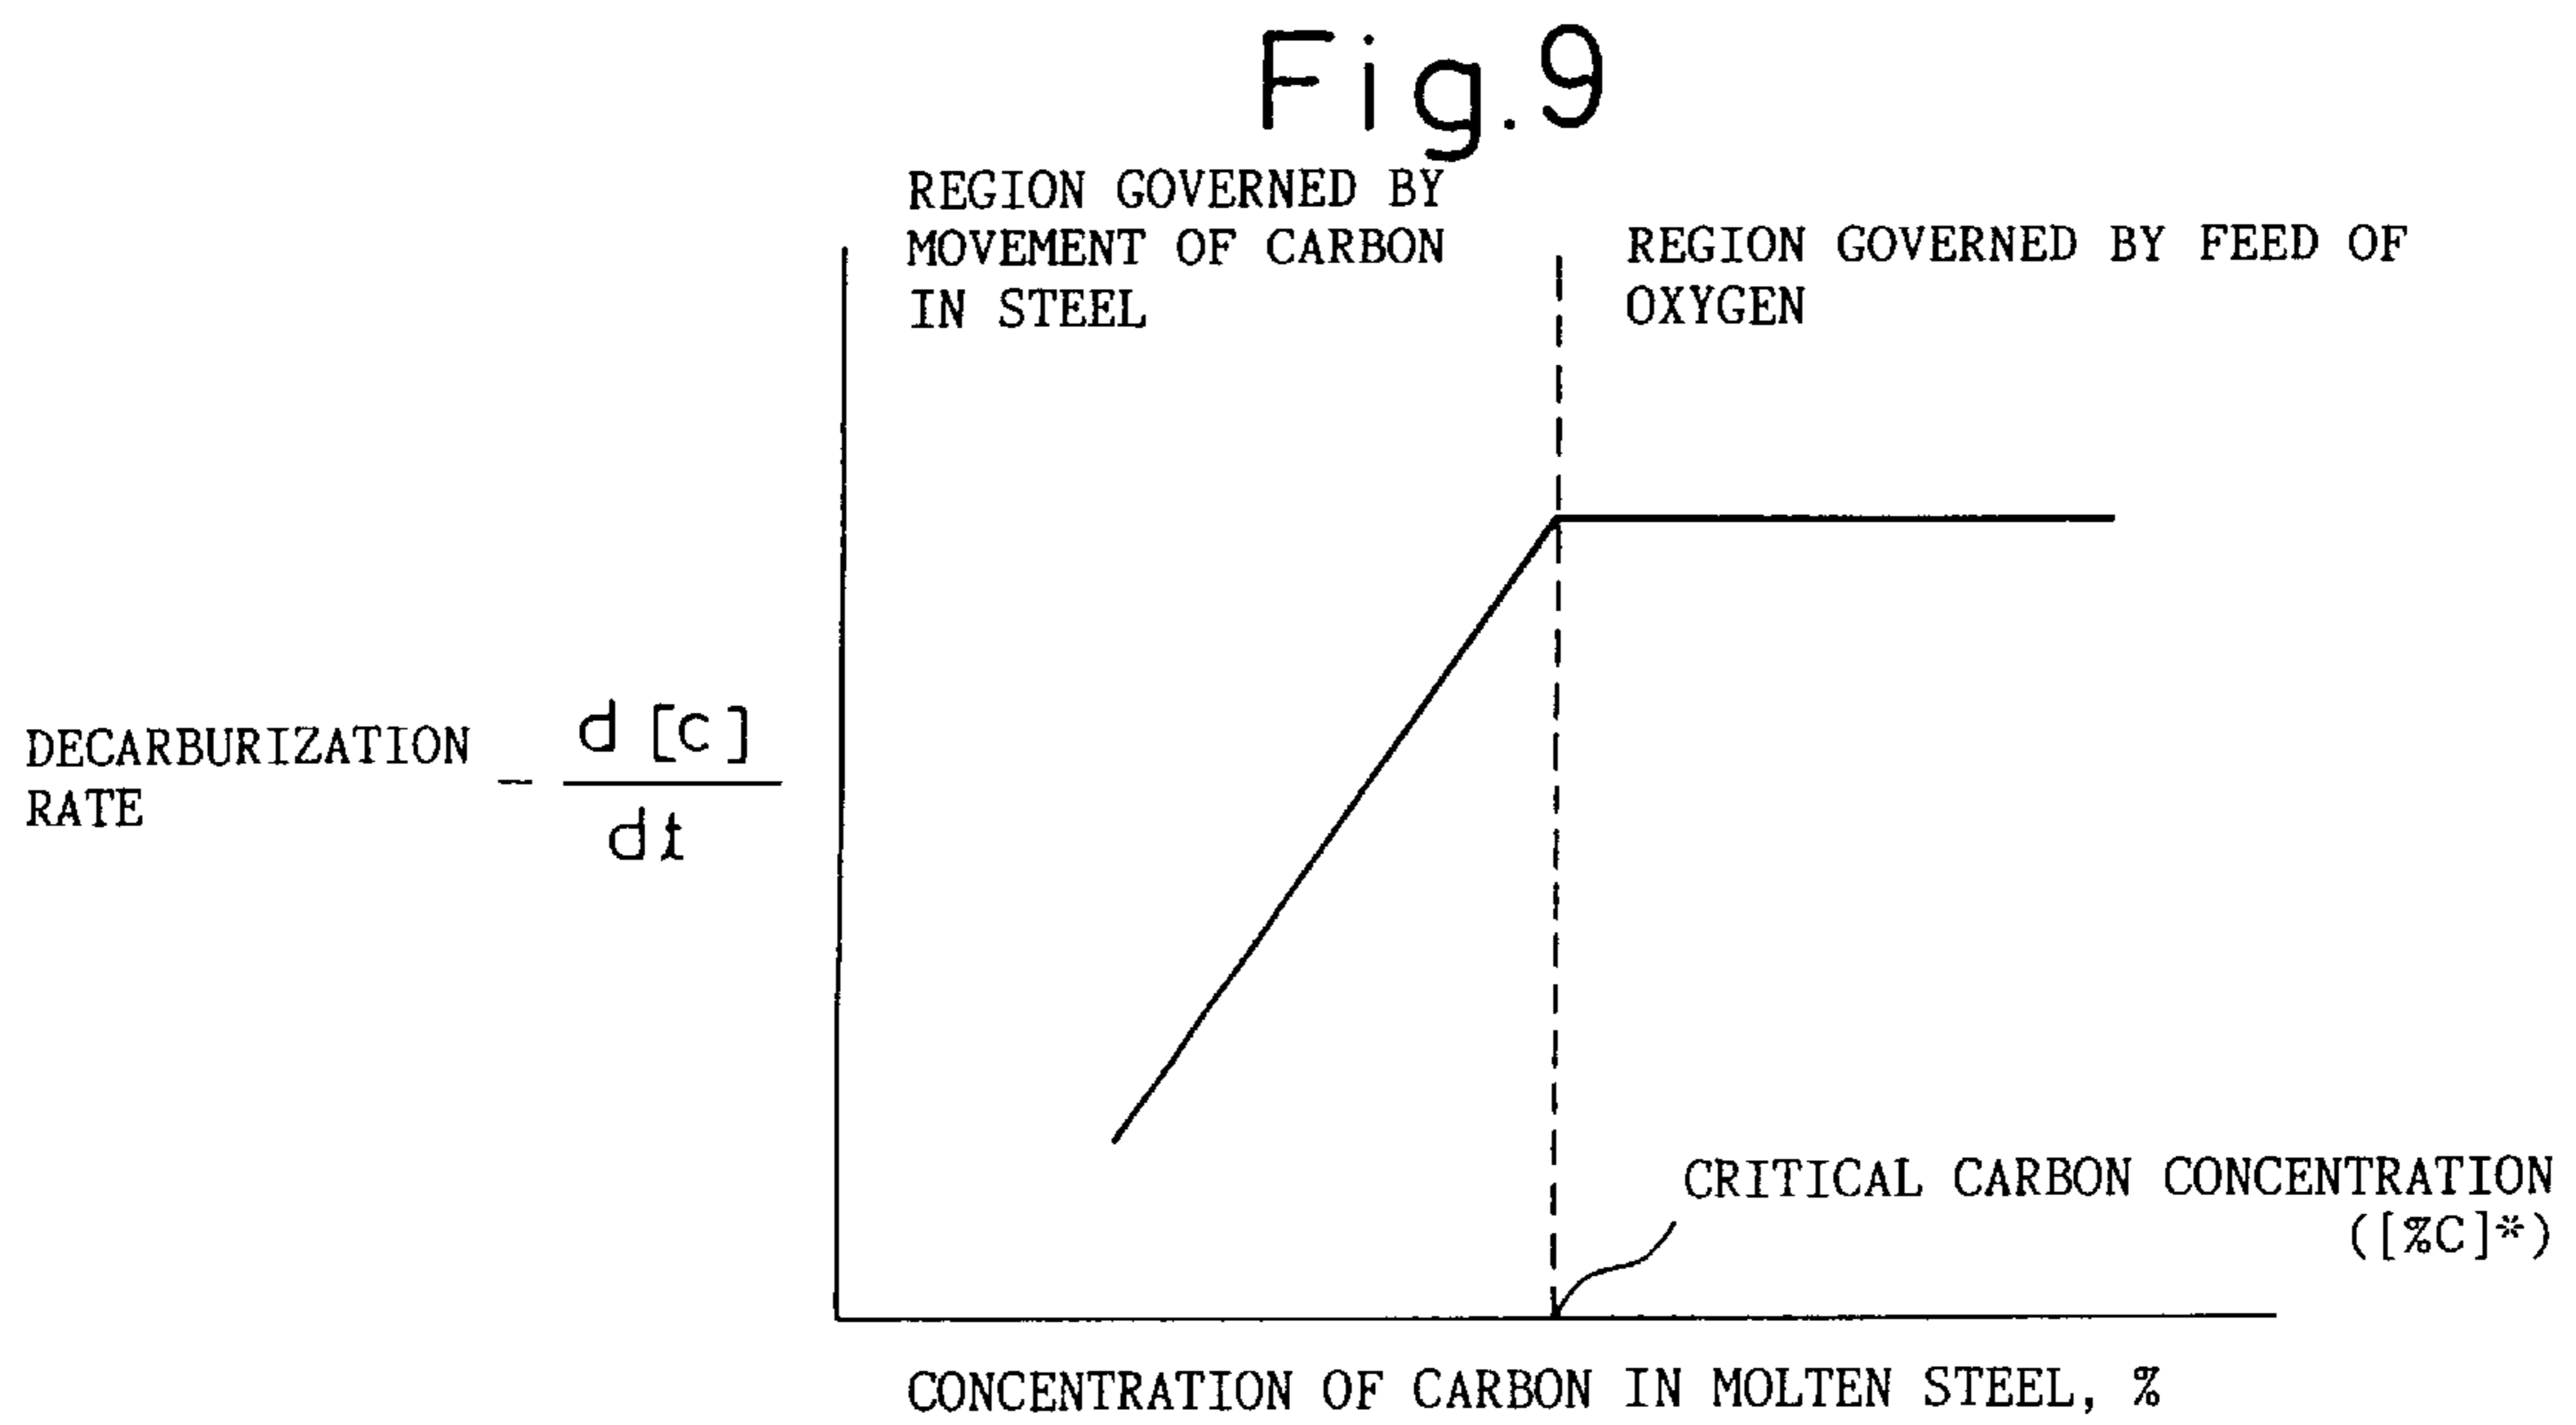 Fig.9
REGION GOVERNED BY
MOVEMENT OF CARBON
IN STEEL
REGION GOVERNED BY FEED OF
OXYGEN
DECARBURIZATION
RATE
- d [c]
dt
CRITICAL CARBON CONCENTRATION
([%C]*)
CONCENTRATION OF CARBON IN MOLTEN STEEL, %